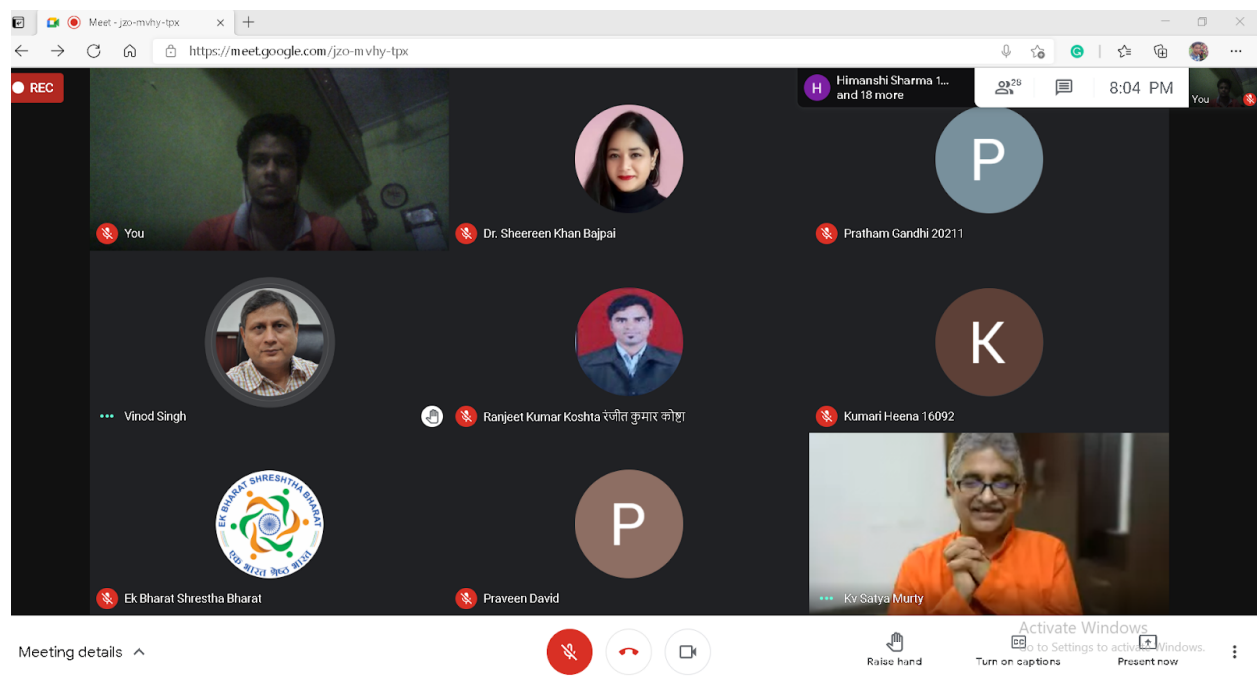 Meet - jzo-mvhy-tpx
https://meet.google.com/jzo-mvhy-tpx
REC
H
Himanshi Sharma 1...
and 18 more
28
8:04 PM
You
You
Dr. Sheereen Khan Bajpai
P
Pratham Gandhi 20211
Vinod Singh
Ranjeet Kumar Koshta रंजीत कुमार कोष्टा
K
Kumari Heena 16092
EK BHARAT SHRESHTHA BHARAT
एक भारत श्रेष्ठ भारत
Ek Bharat Shrestha Bharat
P
Praveen David
Kv Satya Murty
Meeting details
Raise hand
CC
Turn on captions
Present now
Activate Windows
Go to Settings to activate Windows.